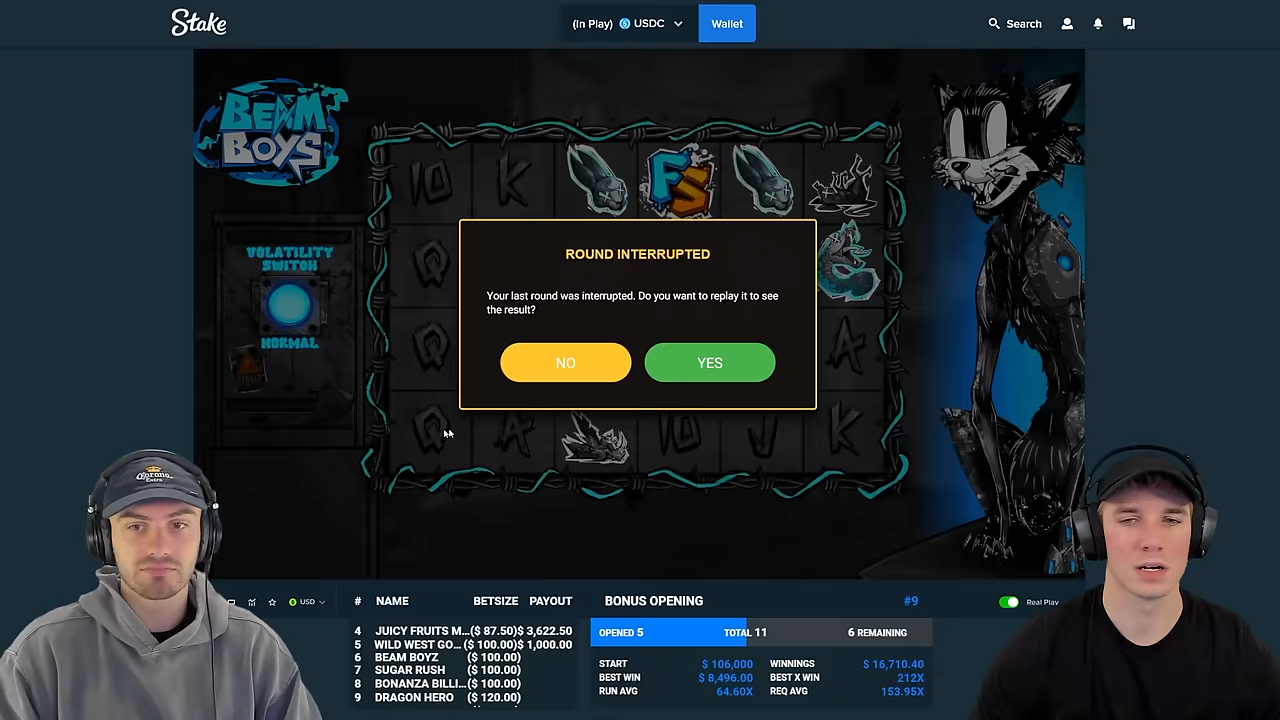 Stake
(In Play) USDC
Wallet
Search
BEAM
BOYS
VOLATILITY
SWITCH
NORMAL
10 K FS
Q
Q A
Q A 10 J K
ROUND INTERRUPTED
Your last round was interrupted. Do you want to replay it to see
the result?
NO YES
Corona
Extra
USD
Real Play
# NAME BETSIZE PAYOUT
4 JUICY FRUITS M...($ 87.50)$ 3,622.50
5 WILD WEST GO... ($ 100.00)$ 1,000.00
6 BEAM BOYZ ($ 100.00)
7 SUGAR RUSH ($ 100.00)
8 BONANZA BILLI...($ 100.00)
9 DRAGON HERO ($ 120.00)
BONUS OPENING #9
OPENED 5 TOTAL 11 6 REMAINING
START $ 106,000 WINNINGS $ 16,710.40
BEST WIN $ 8,496.00 BEST X WIN 212X
RUN AVG 64.60X REQ AVG 153.95X